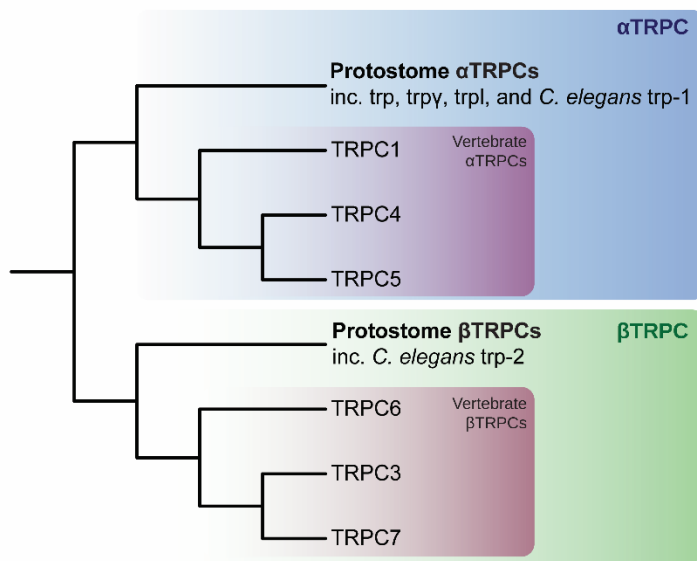 αTRPC
Protostome αTRPCs
inc. trp, trpγ, trpl, and C. elegans trp-1
TRPC1
Vertebrate
αTRPCs
TRPC4
TRPC5
Protostome βTRPCs
βTRPC
inc. C. elegans trp-2
TRPC6
Vertebrate
βTRPCs
TRPC3
TRPC7